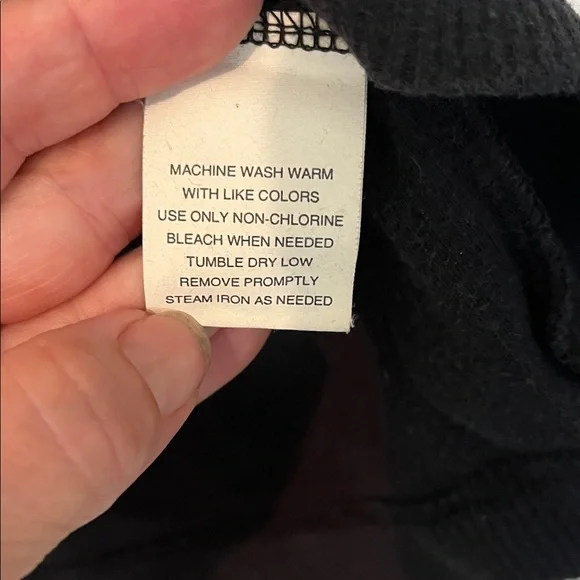 MACHINE WASH WARM
WITH LIKE COLORS
USE ONLY NON-CHLORINE
BLEACH WHEN NEEDED
TUMBLE DRY LOW
REMOVE PROMPTLY
STEAM IRON AS NEEDED